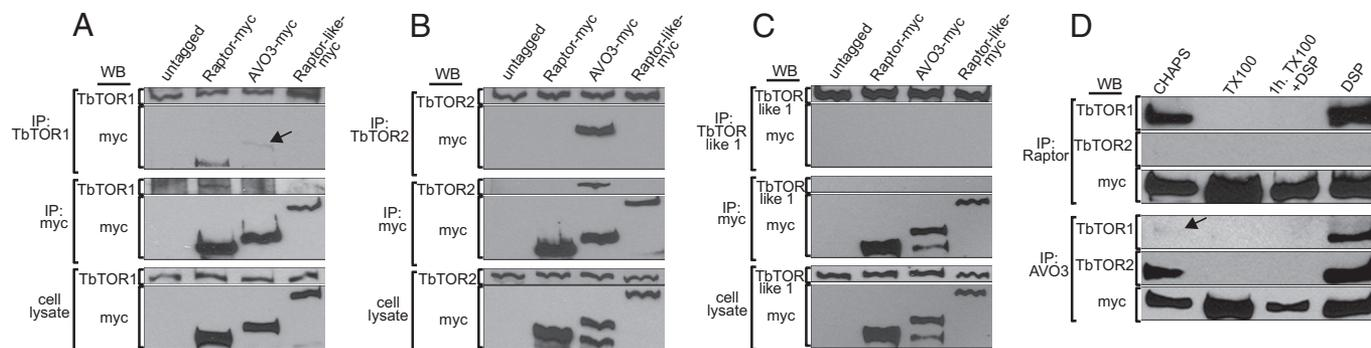 A
untagged
Raptor-myc
AVO3-myc
Raptor-like-
myc
WB
IP:
TbTOR1
TbTOR1
myc
IP:
myc
TbTOR1
myc
cell
lysate
TbTOR1
myc
B
untagged
Raptor-myc
AVO3-myc
Raptor-like-
myc
WB
IP:
TbTOR2
TbTOR2
myc
IP:
myc
TbTOR2
myc
cell
lysate
TbTOR2
myc
C
untagged
Raptor-myc
AVO3-myc
Raptor-like-
myc
WB
IP:
TbTOR
like 1
TbTOR
like 1
myc
IP:
myc
TbTOR
like 1
myc
cell
lysate
TbTOR
like 1
myc
D
CHAPS
TX100
1h. TX100
+DSP
DSP
WB
IP:
Raptor
TbTOR1
TbTOR2
myc
IP:
AVO3
TbTOR1
TbTOR2
myc